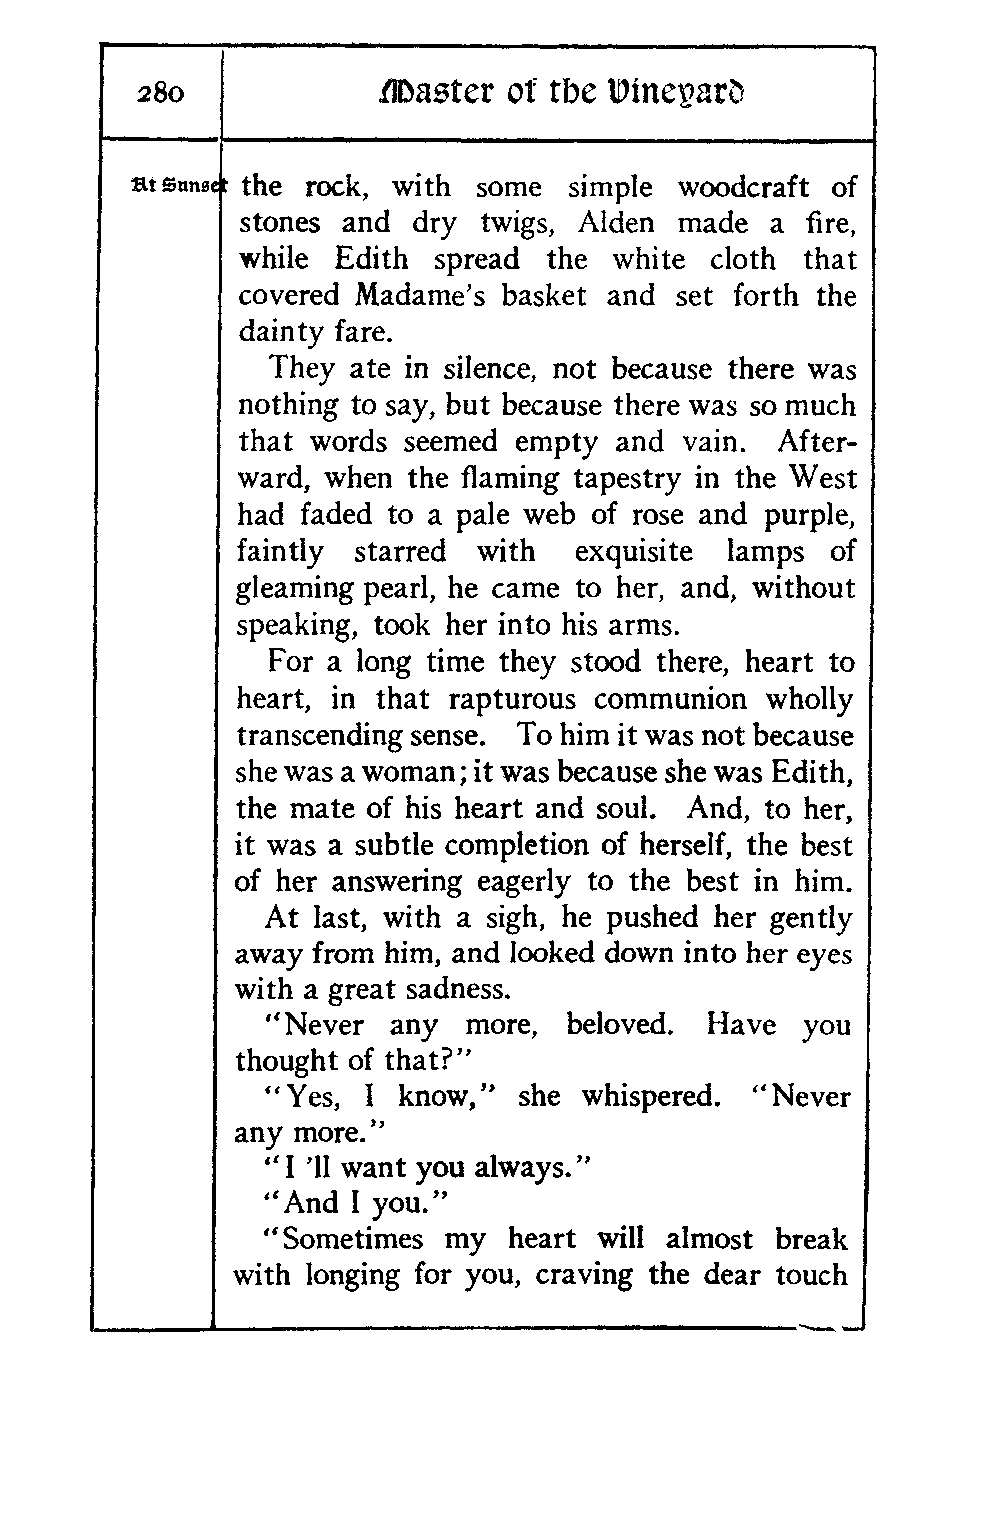 280
Master of the Vineyard
At Sunset
the rock, with some simple woodcraft of
stones and dry twigs, Alden made a fire,
while Edith spread the white cloth that
covered Madame's basket and set forth the
dainty fare.
They ate in silence, not because there was
nothing to say, but because there was so much
that words seemed empty and vain. After-
ward, when the flaming tapestry in the West
had faded to a pale web of rose and purple,
faintly starred with exquisite lamps of
gleaming pearl, he came to her, and, without
speaking, took her into his arms.
For a long time they stood there, heart to
heart, in that rapturous communion wholly
transcending sense. To him it was not because
she was a woman; it was because she was Edith,
the mate of his heart and soul. And, to her,
it was a subtle completion of herself, the best
of her answering eagerly to the best in him.
At last, with a sigh, he pushed her gently
away from him, and looked down into her eyes
with a great sadness.
"Never any more, beloved. Have you
thought of that?"
"Yes, I know," she whispered. "Never
any more."
"I 'll want you always."
"And I you."
"Sometimes my heart will almost break
with longing for you, craving the dear touch